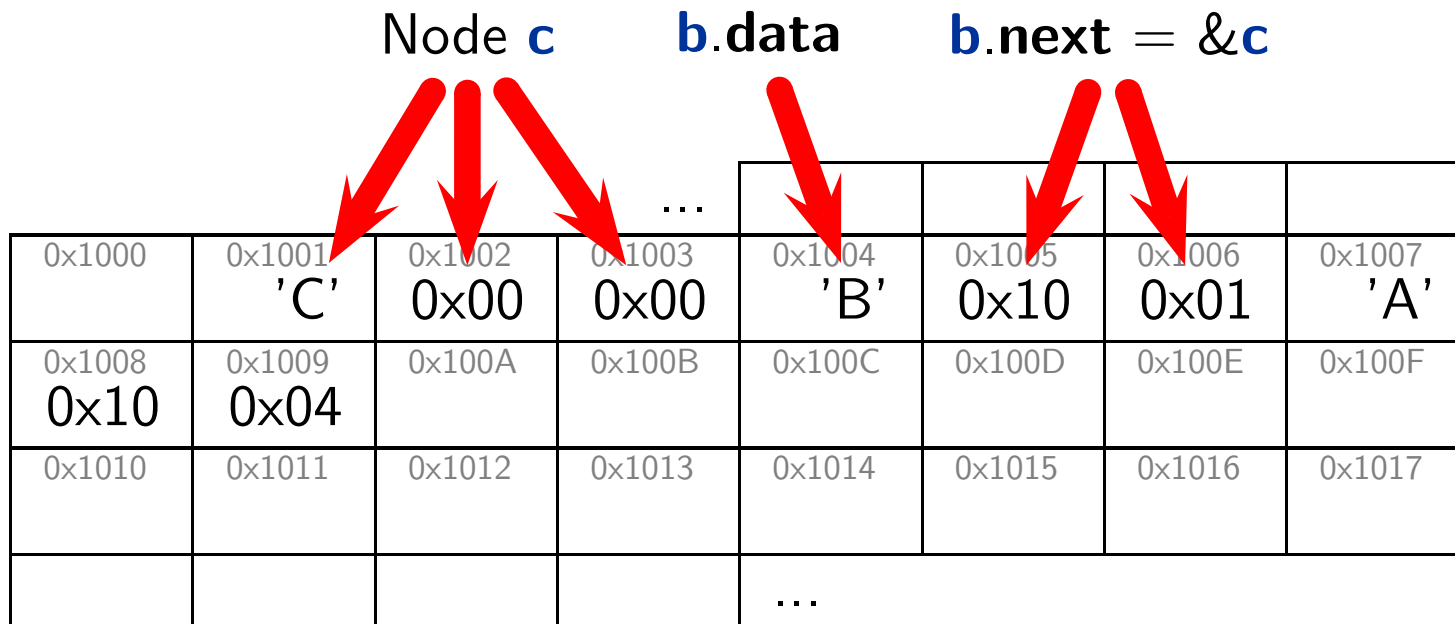 Node c b.data b.next = &c
...
0x1000 0x1001 0x1002 0x1003 0x1004 0x1005 0x1006 0x1007
'C' 0x00 0x00 'B' 0x10 0x01 'A'
0x1008 0x1009 0x100A 0x100B 0x100C 0x100D 0x100E 0x100F
0x10 0x04
0x1010 0x1011 0x1012 0x1013 0x1014 0x1015 0x1016 0x1017
...